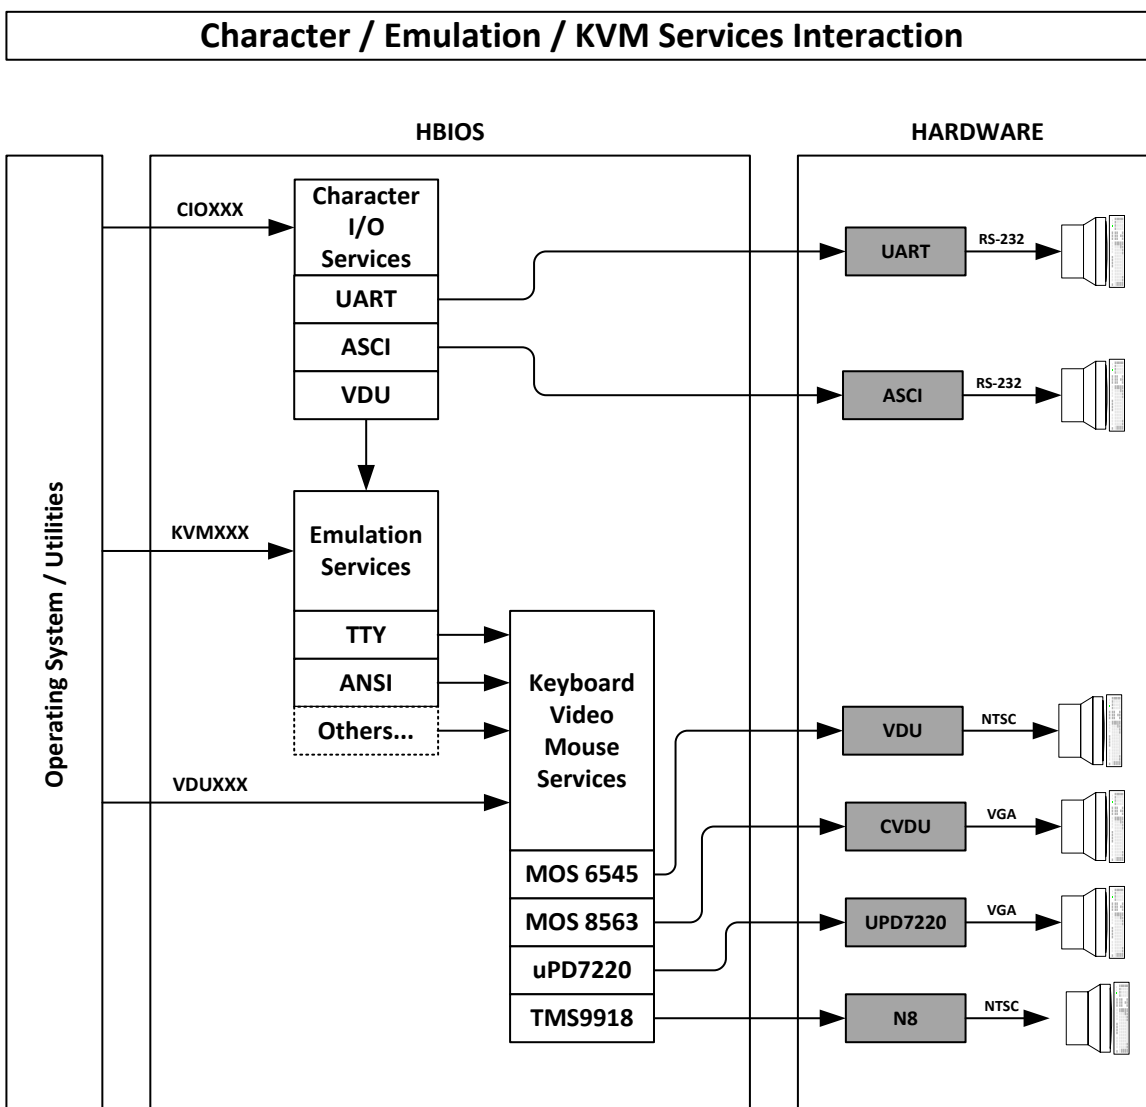 Character / Emulation / KVM Services Interaction
HBIOS
HARDWARE
Operating System / Utilities
CIOXXX
Character
I/O
Services
UART
ASCI
VDU
UART
RS-232
ASCI
RS-232
KVMXXX
Emulation
Services
TTY
ANSI
Others...
VDUXXX
Keyboard
Video
Mouse
Services
MOS 6545
MOS 8563
uPD7220
TMS9918
VDU
NTSC
CVDU
VGA
UPD7220
VGA
N8
NTSC